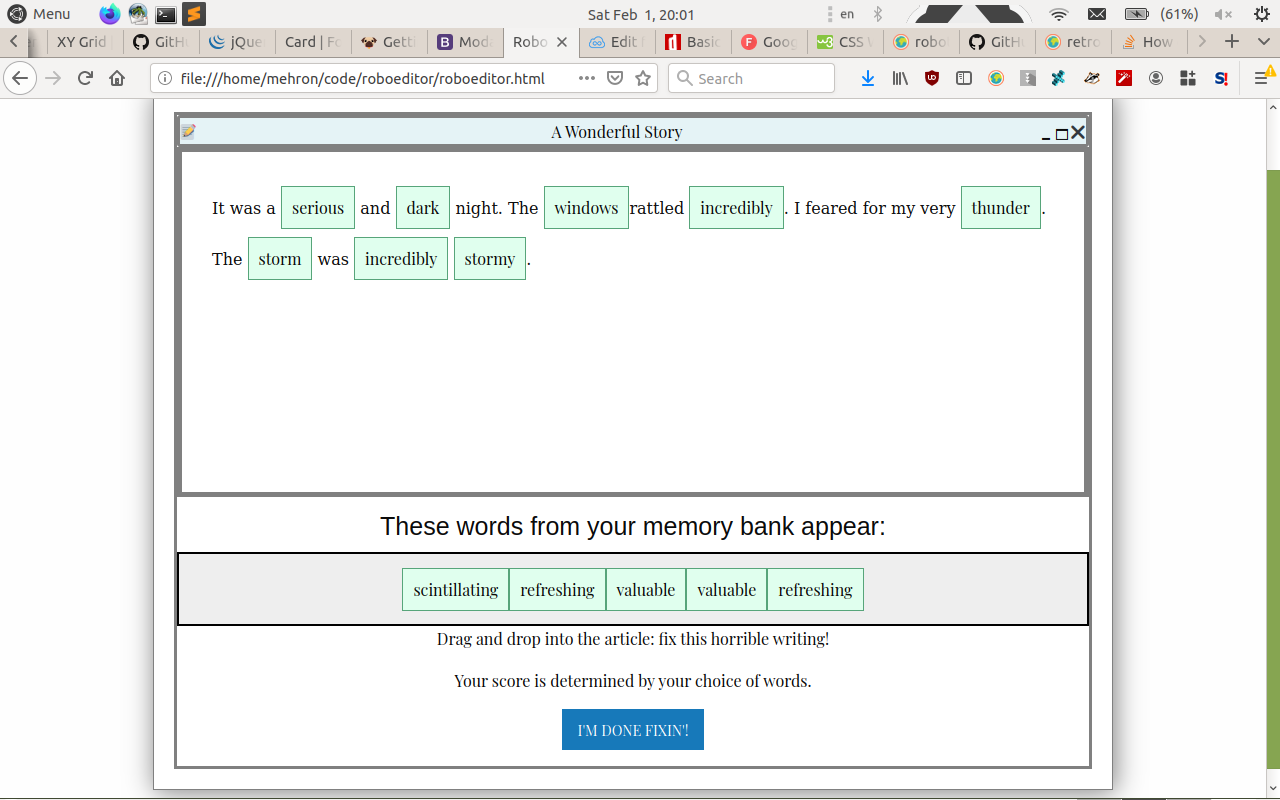 Menu Sat Feb 1, 20:01 en (61%)
XY Grid GitH jQue Card | Fo Getti Mod Robo Edit Basic Goog CSS V robo GitH retro How
file:///home/mehron/code/roboeditor/roboeditor.html Search
A Wonderful Story
It was a serious and dark night. The windows rattled incredibly. I feared for my very thunder.
The storm was incredibly stormy.
These words from your memory bank appear:
scintillating refreshing valuable valuable refreshing
Drag and drop into the article: fix this horrible writing!
Your score is determined by your choice of words.
I'M DONE FIXIN'!